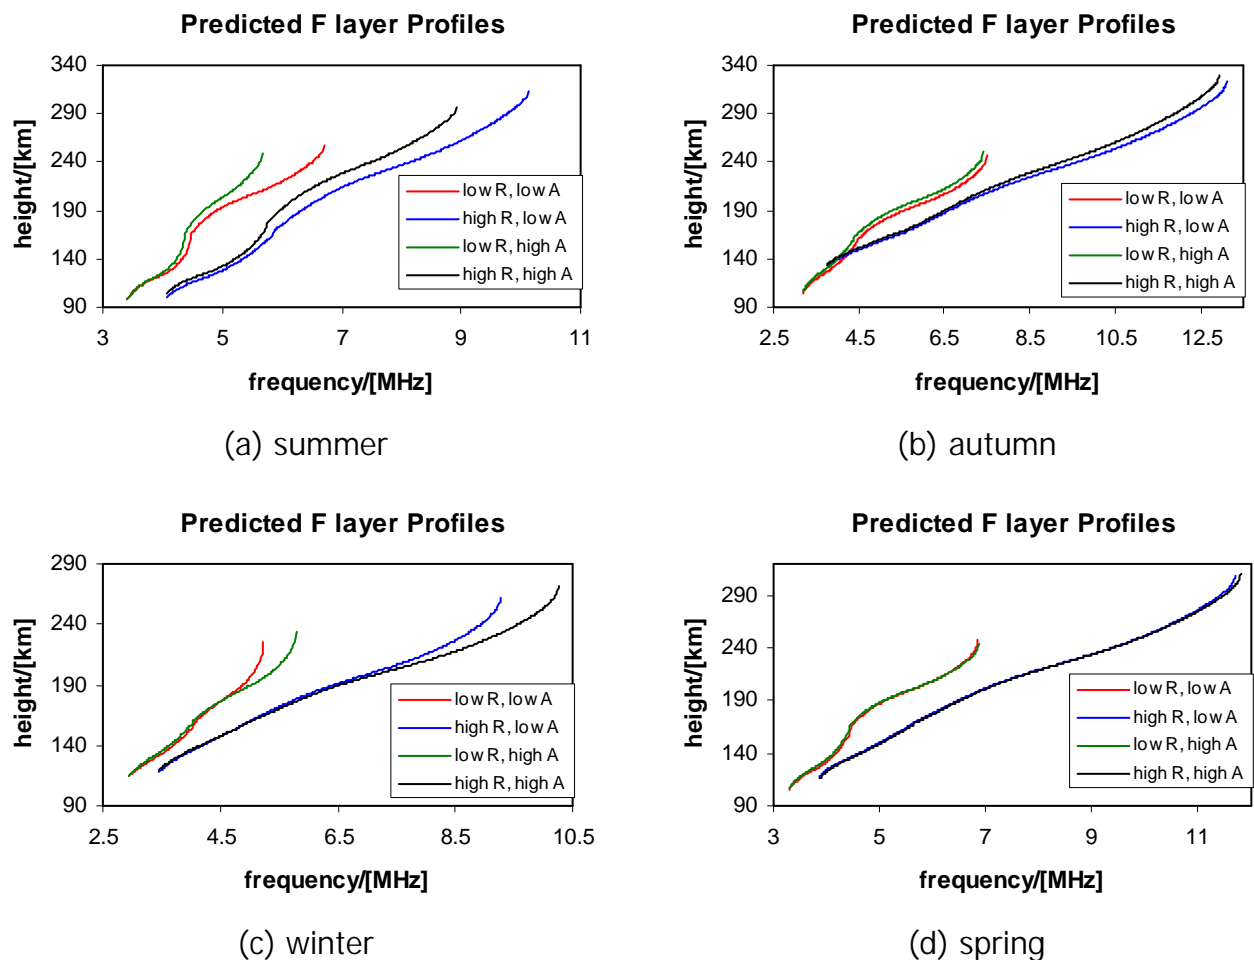 Predicted F layer Profiles
340
290
240
190
140
90
height/[km]
3
5
7
9
11
frequency/[MHz]
low R, low A
high R, low A
low R, high A
high R, high A
(a) summer
Predicted F layer Profiles
340
290
240
190
140
90
height/[km]
2.5
4.5
6.5
8.5
10.5
12.5
frequency/[MHz]
low R, low A
high R, low A
low R, high A
high R, high A
(b) autumn
Predicted F layer Profiles
290
240
190
140
90
height/[km]
2.5
4.5
6.5
8.5
10.5
frequency/[MHz]
low R, low A
high R, low A
low R, high A
high R, high A
(c) winter
Predicted F layer Profiles
290
240
190
140
90
height/[km]
3
5
7
9
11
frequency/[MHz]
low R, low A
high R, low A
low R, high A
high R, high A
(d) spring